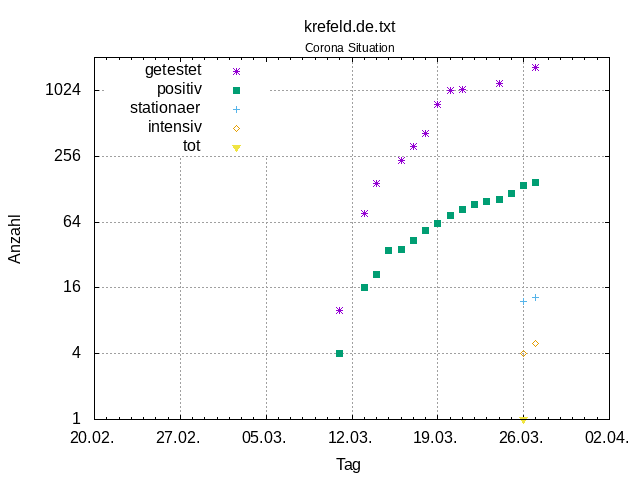 krefeld.de.txt
Corona Situation
getestet
positiv
stationaer
intensiv
tot
Anzahl
1024
256
64
16
4
1
20.02. 27.02. 05.03. 12.03. 19.03. 26.03. 02.04.
Tag